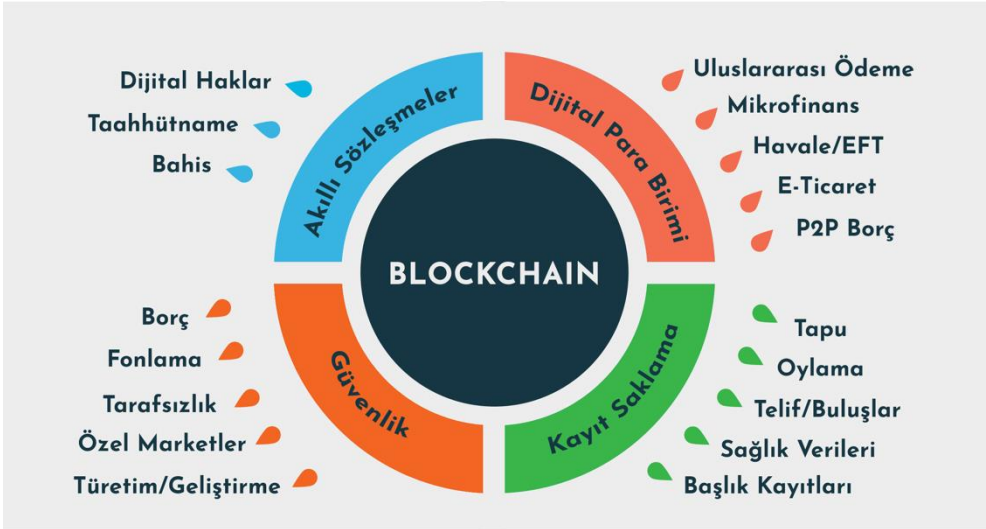 Dijital Haklar
Taahhütname
Bahis
Akıllı Sözleşmeler
Dijital Para Birimi
Uluslararası Ödeme
Mikrofinans
Havale/EFT
E-Ticaret
P2P Borç
BLOCKCHAIN
Borç
Fonlama
Tarafsızlık
Özel Marketler
Türetim/Geliştirme
Güvenlik
Kayıt Saklama
Tapu
Oylama
Telif/Buluşlar
Sağlık Verileri
Başlık Kayıtları